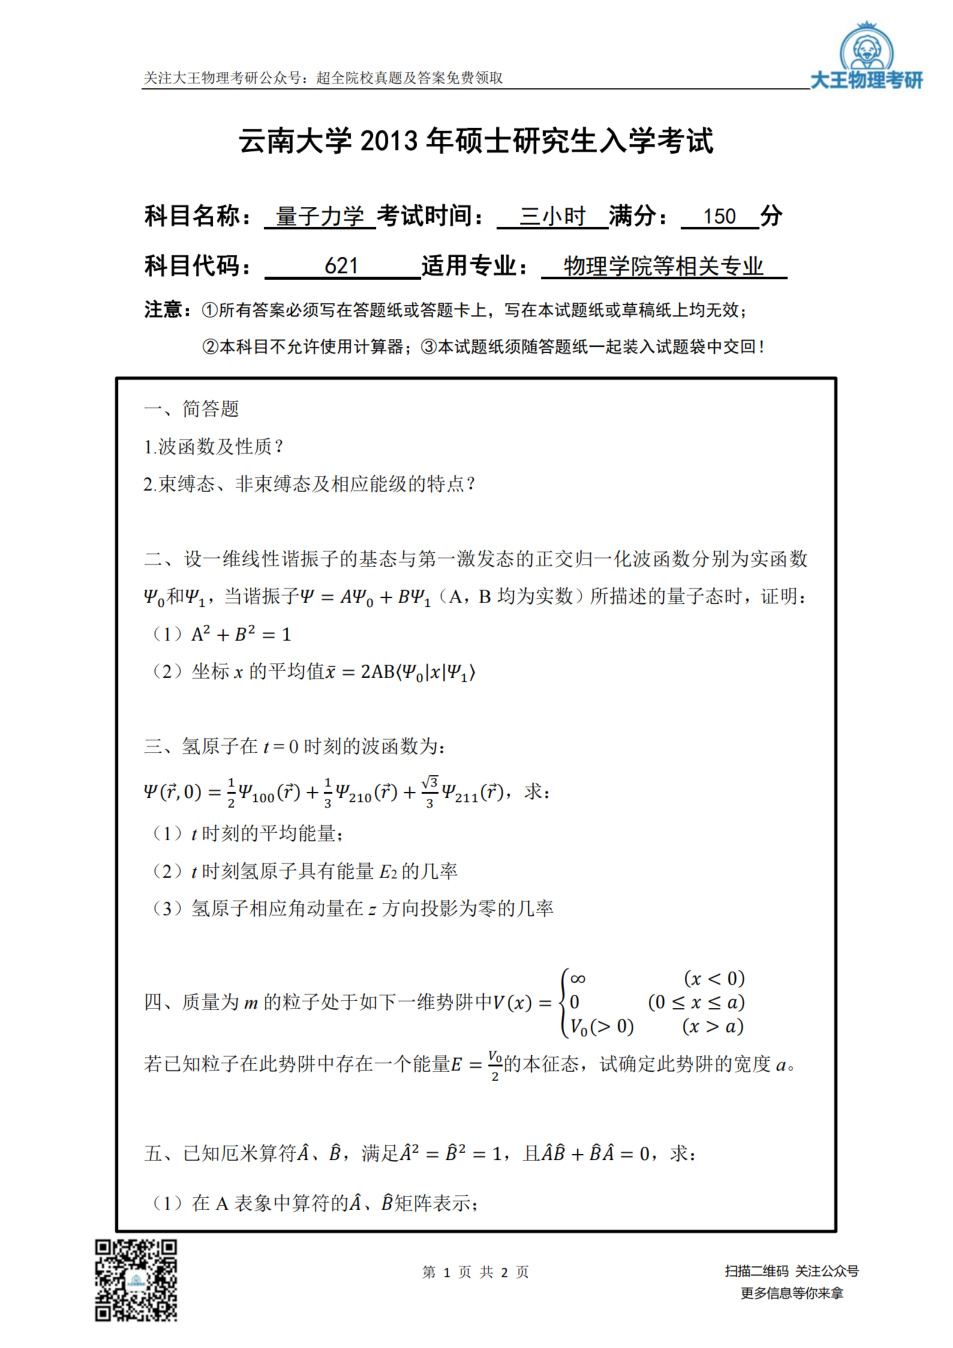 关注大王物理考研公众号：超全院校真题及答案免费领取
大王物理考研
云南大学 2013 年硕士研究生入学考试
科目名称： 量子力学 考试时间： 三小时 满分： 150 分
科目代码： 621 适用专业： 物理学院等相关专业
注意：①所有答案必须写在答题纸或答题卡上，写在本试题纸或草稿纸上均无效；
②本科目不允许使用计算器；③本试题纸须随答题纸一起装入试题袋中交回！
一、简答题
1.波函数及性质？
2.束缚态、非束缚态及相应能级的特点？
二、设一维线性谐振子的基态与第一激发态的正交归一化波函数分别为实函数
Ψ₀和Ψ₁，当谐振子Ψ = AΨ₀ + BΨ₁（A，B 均为实数）所描述的量子态时，证明：
（1）A² + B² = 1
（2）坐标 x 的平均值x̄ = 2AB⟨Ψ₀|x|Ψ₁⟩
三、氢原子在 t = 0 时刻的波函数为：
Ψ(r⃗, 0) = 1/2 Ψ₁₀₀(r⃗) + 1/3 Ψ₂₁₀(r⃗) + √3/3 Ψ₂₁₁(r⃗)，求：
（1）t 时刻的平均能量；
（2）t 时刻氢原子具有能量 E₂ 的几率
（3）氢原子相应角动量在 z 方向投影为零的几率
四、质量为 m 的粒子处于如下一维势阱中V(x) = { ∞ (x < 0)
0 (0 ≤ x ≤ a)
V₀(> 0) (x > a)
若已知粒子在此势阱中存在一个能量E = V₀/2 的本征态，试确定此势阱的宽度 a。
五、已知厄米算符Â、B̂，满足Â² = B̂² = 1，且ÂB̂ + B̂Â = 0，求：
（1）在 A 表象中算符的Â、B̂矩阵表示；
第 1 页 共 2 页
扫描二维码 关注公众号
更多信息等你来拿